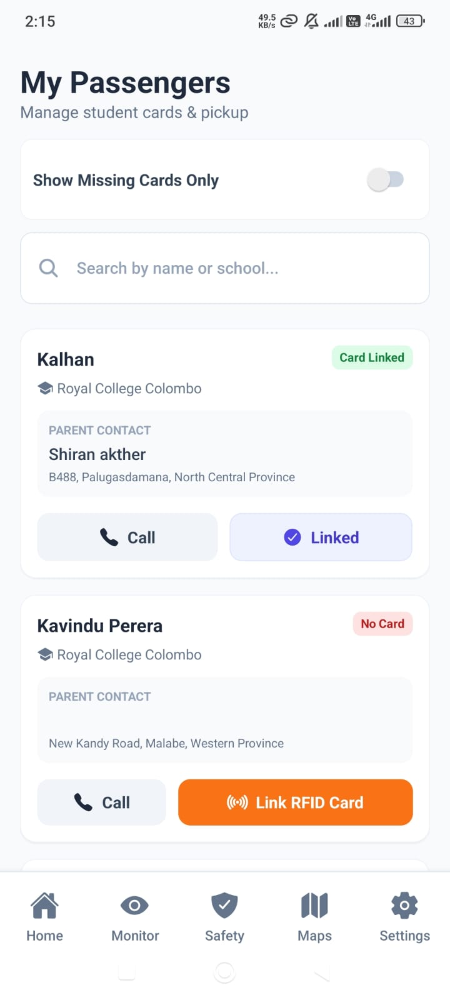 2:15
49.5
KB/s
Vo
LTE
4G
43
My Passengers
Manage student cards & pickup
Show Missing Cards Only
Search by name or school...
Kalhan
Card Linked
Royal College Colombo
PARENT CONTACT
Shiran akther
B488, Palugasdamana, North Central Province
Call
Linked
Kavindu Perera
No Card
Royal College Colombo
PARENT CONTACT
New Kandy Road, Malabe, Western Province
Call
Link RFID Card
Home
Monitor
Safety
Maps
Settings